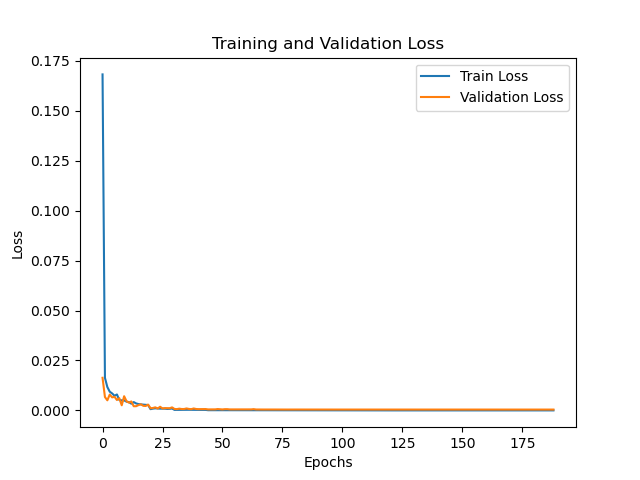 Training and Validation Loss
Train Loss
Validation Loss
0.175
0.150
0.125
0.100
0.075
0.050
0.025
0.000
Loss
0 25 50 75 100 125 150 175
Epochs